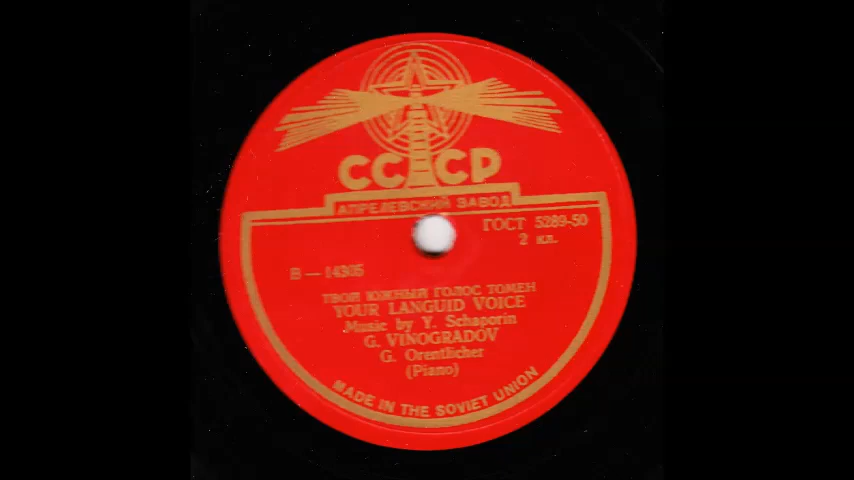 СССР
АПРЕЛЕВСКИЙ ЗАВОД
ГОСТ 5289-50
2 кл.
В — 14305
ТВОЙ ЮЖНЫЙ ГОЛОС ТОМЕН
YOUR LANGUID VOICE
Music by Y. Schaporin
G. VINOGRADOV
G. Orentlicher
(Piano)
MADE IN THE SOVIET UNION